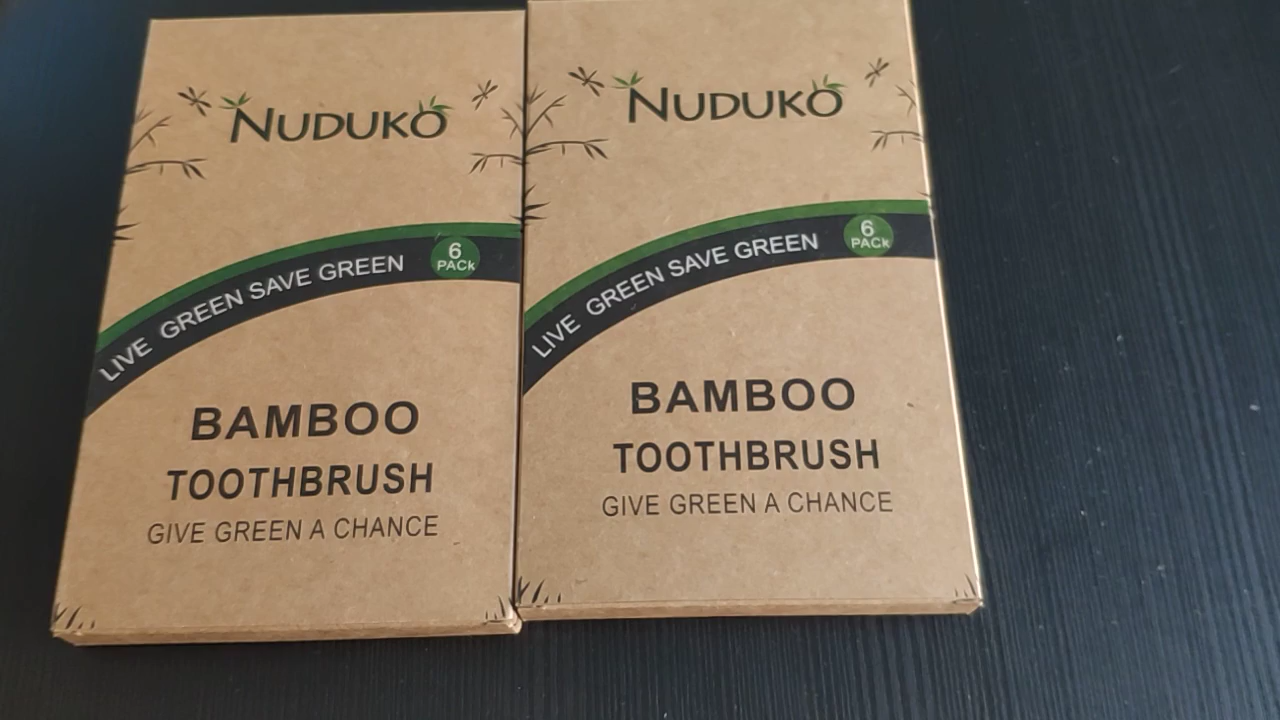 NUDUKO
LIVE GREEN SAVE GREEN
6
PACK
BAMBOO
TOOTHBRUSH
GIVE GREEN A CHANCE
NUDUKO
LIVE GREEN SAVE GREEN
6
PACK
BAMBOO
TOOTHBRUSH
GIVE GREEN A CHANCE